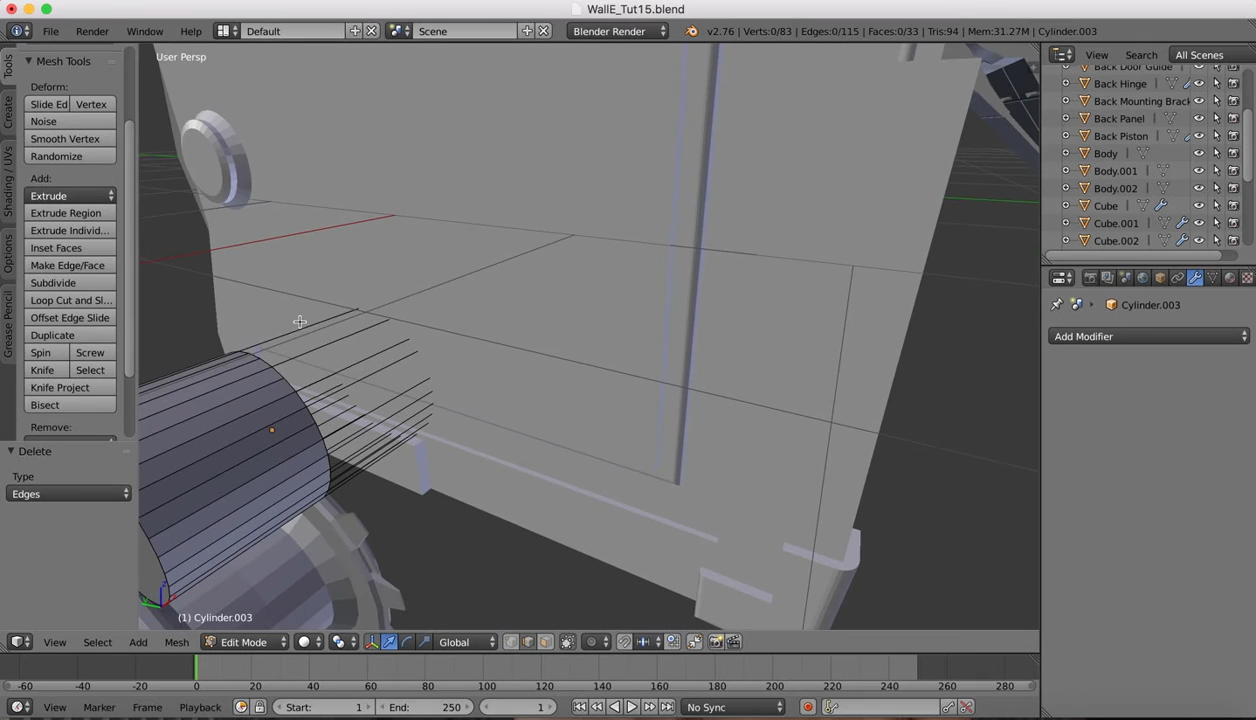 WallE_Tut15.blend
File Render Window Help Default Scene Blender Render v2.76 | Verts:0/83 | Edges:0/115 | Faces:0/33 | Tris:94 | Mem:31.27M | Cylinder.003
Tools
Create
Shading / UVs
Options
Grease Pencil
Mesh Tools
Deform:
Slide Ed Vertex
Noise
Smooth Vertex
Randomize
Add:
Extrude
Extrude Region
Extrude Individ...
Inset Faces
Make Edge/Face
Subdivide
Loop Cut and Sl...
Offset Edge Slide
Duplicate
Spin Screw
Knife Select
Knife Project
Bisect
Remove:
Delete
Type
Edges
User Persp
(1) Cylinder.003
View Search All Scenes
Back Door Guide
Back Hinge
Back Mounting Brack
Back Panel
Back Piston
Body
Body.001
Body.002
Cube
Cube.001
Cube.002
Cylinder.003
Add Modifier
View Select Add Mesh Edit Mode Global
-60 -40 -20 0 20 40 60 80 100 120 140 160 180 200 220 240 260 280
View Marker Frame Playback Start: 1 End: 250 1 No Sync